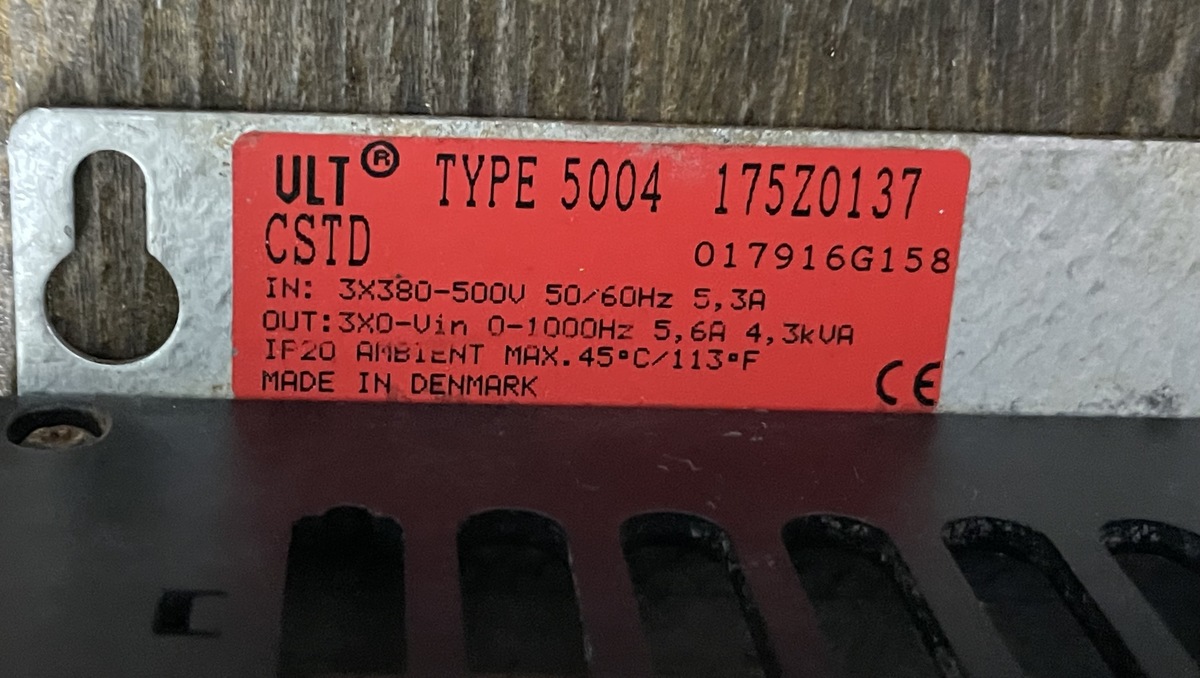 VLT® TYPE 5004 175Z0137
CSTD 017916G158
IN: 3X380-500V 50/60Hz 5,3A
OUT:3X0-Vin 0-1000Hz 5,6A 4,3kVA
IP20 AMBIENT MAX.45°C/113°F
MADE IN DENMARK CE